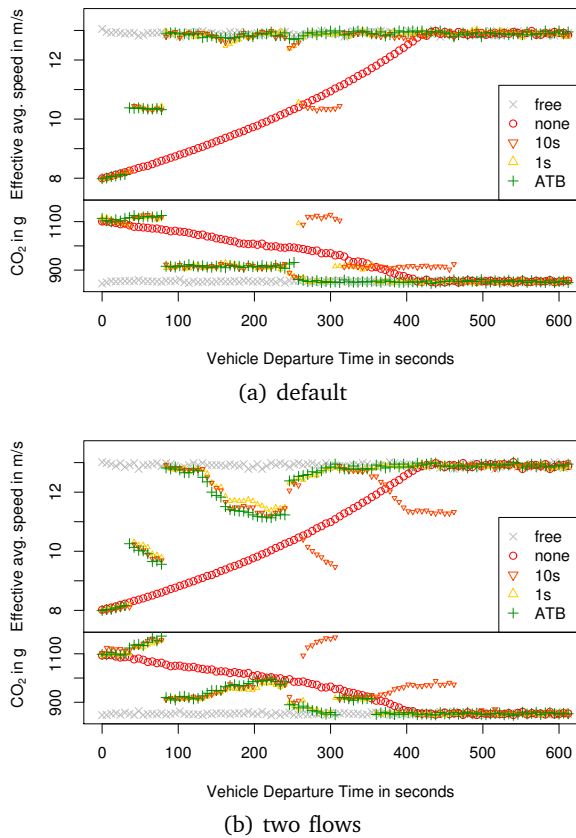 Effective avg. speed in m/s
8
10
12
free
none
10s
1s
ATB
CO2 in g
900
1100
0 100 200 300 400 500 600
Vehicle Departure Time in seconds
(a) default
Effective avg. speed in m/s
8
10
12
free
none
10s
1s
ATB
CO2 in g
900
1100
0 100 200 300 400 500 600
Vehicle Departure Time in seconds
(b) two flows